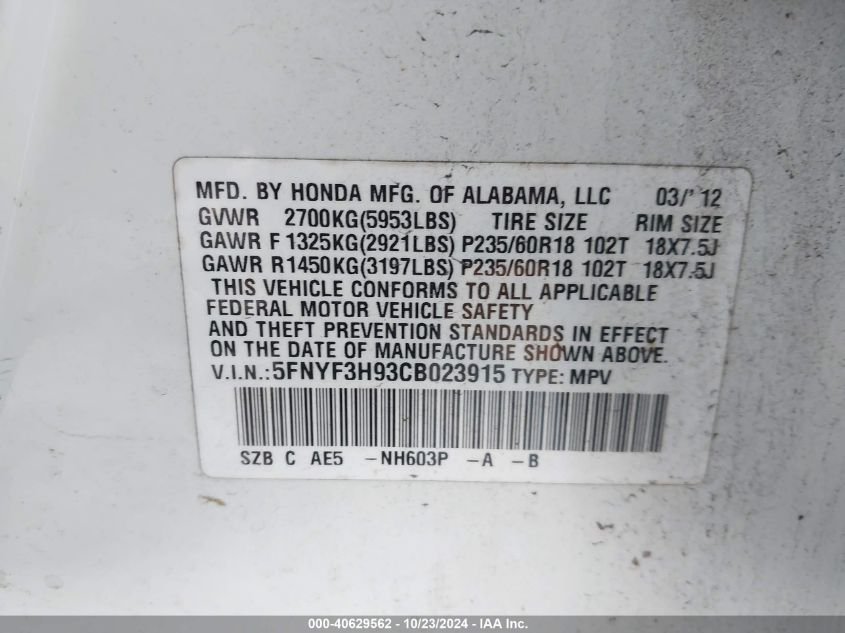 MFD. BY HONDA MFG. OF ALABAMA, LLC 03/'12
GVWR 2700KG(5953LBS) TIRE SIZE RIM SIZE
GAWR F 1325KG(2921LBS) P235/60R18 102T 18X7.5J
GAWR R1450KG(3197LBS) P235/60R18 102T 18X7.5J
THIS VEHICLE CONFORMS TO ALL APPLICABLE
FEDERAL MOTOR VEHICLE SAFETY
AND THEFT PREVENTION STANDARDS IN EFFECT
ON THE DATE OF MANUFACTURE SHOWN ABOVE.
V.I.N.:5FNYF3H93CB023915 TYPE: MPV
SZB C AE5 -NH603P -A -B
000-40629562 - 10/23/2024 - IAA Inc.